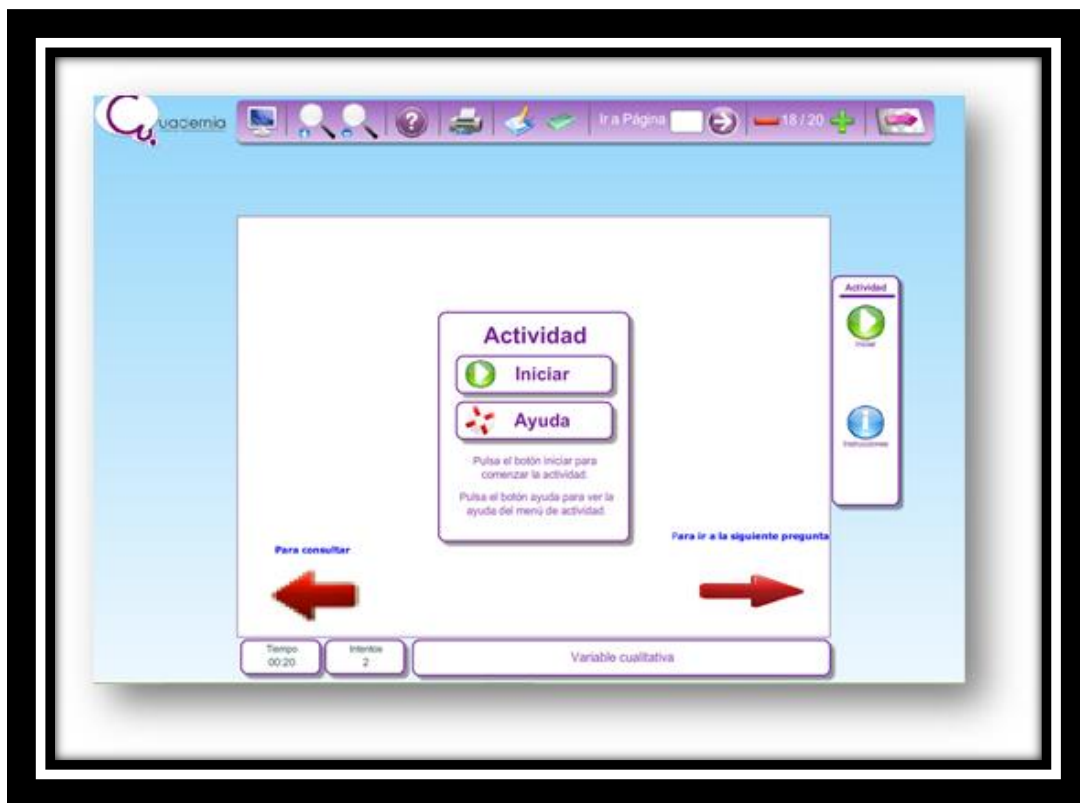 Cuadernia
Ir a Página
18 / 20
Actividad
Iniciar
Instrucciones
Actividad
Iniciar
Ayuda
Pulsa el botón iniciar para
comenzar la actividad.
Pulsa el botón ayuda para ver la
ayuda del menú de actividad
Para consultar
Para ir a la siguiente pregunta
Tiempo
00:20
Intentos
2
Variable cualitativa